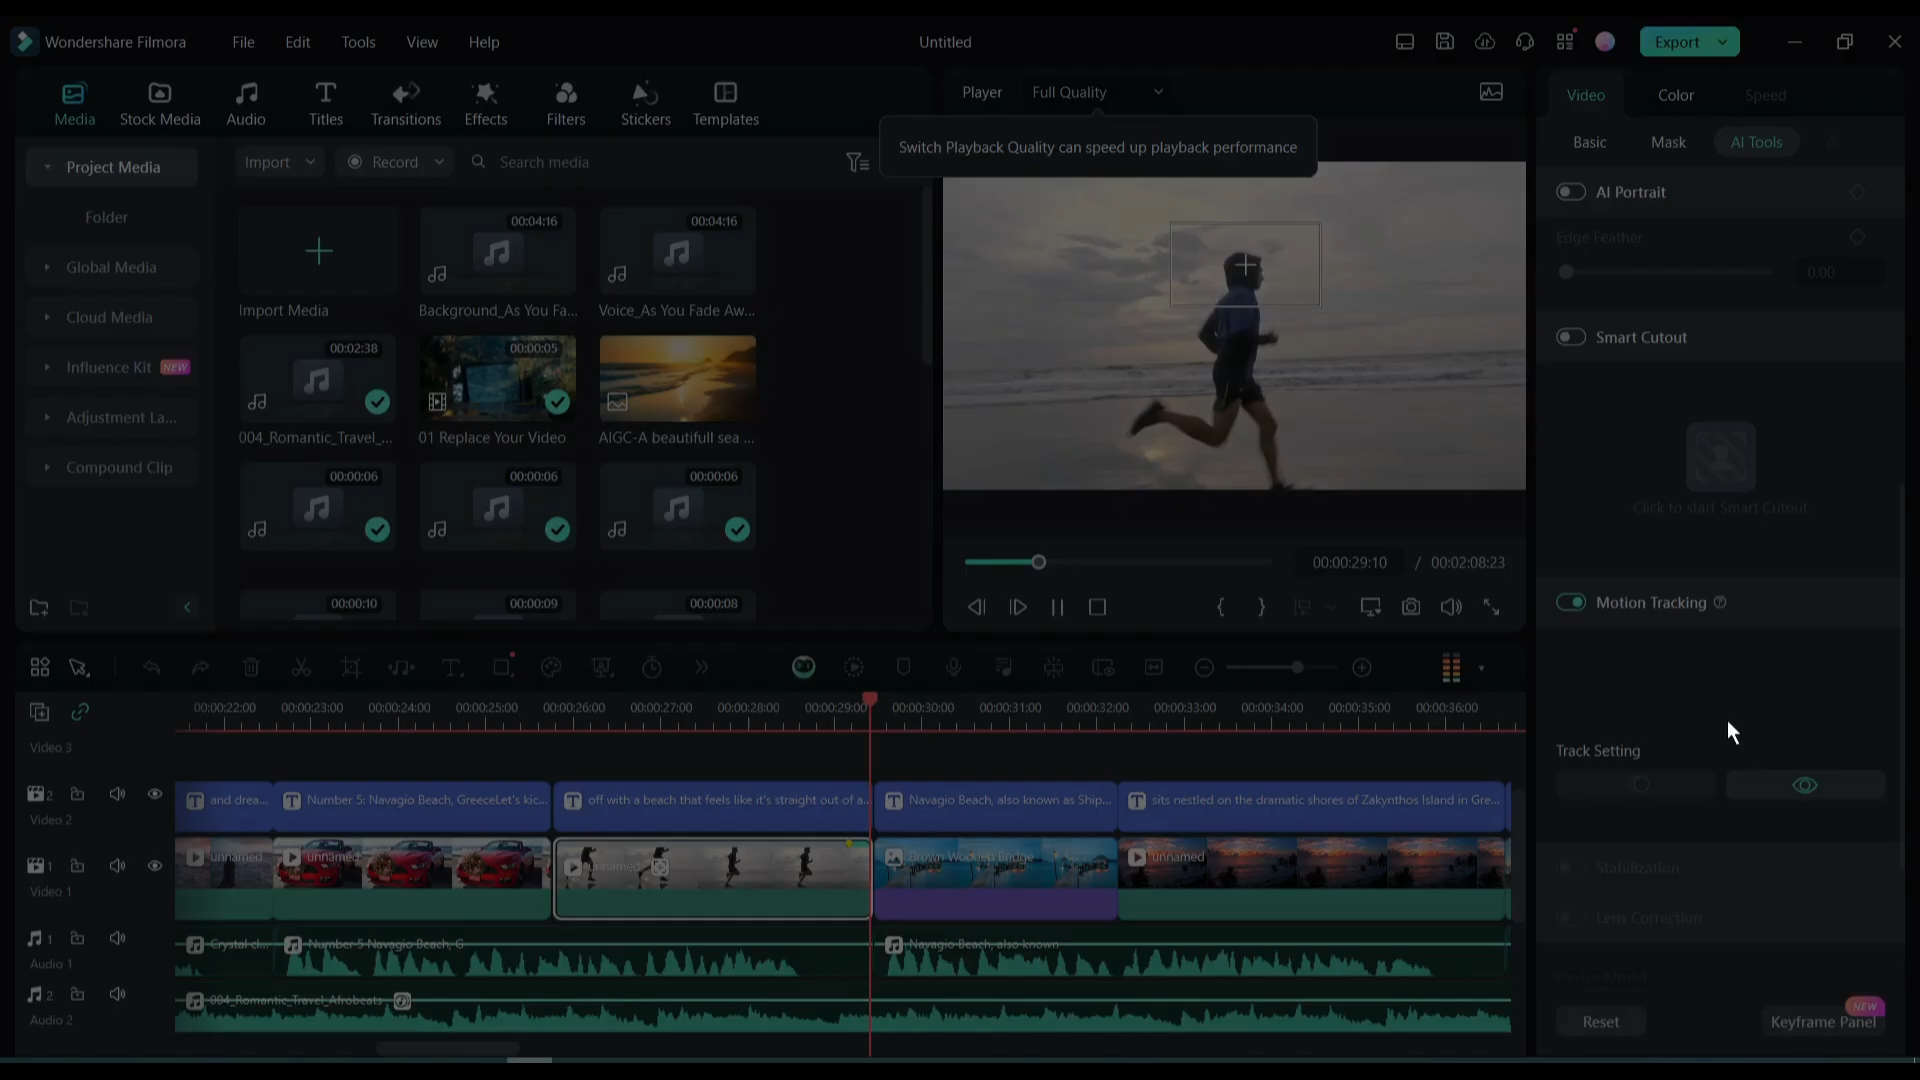 Wondershare Filmora
File
Edit
Tools
View
Help
Untitled
Export
Media
Stock Media
Audio
Titles
Transitions
Effects
Filters
Stickers
Templates
Player
Full Quality
Switch Playback Quality can speed up playback performance
Video
Color
Speed
Basic
Mask
AI Tools
Project Media
Folder
Global Media
Cloud Media
Influence Kit NEW
Adjustment La...
Compound Clip
Import
Record
Search media
Import Media
00:04:16
Background_As You Fa...
00:04:16
Voice_As You Fade Aw...
00:02:38
004_Romantic_Travel_...
00:00:05
01 Replace Your Video
AIGC-A beautifull sea ...
00:00:06
00:00:06
00:00:06
00:00:10
00:00:09
00:00:08
00:00:29:10 / 00:02:08:23
AI Portrait
Edge Feather
0.00
Smart Cutout
Click to start Smart Cutout
Motion Tracking
Track Setting
Stablization
Lens Correction
Device Model
Reset
Keyframe Panel
NEW
00:00:22:00 00:00:23:00 00:00:24:00 00:00:25:00 00:00:26:00 00:00:27:00 00:00:28:00 00:00:29:00 00:00:30:00 00:00:31:00 00:00:32:00 00:00:33:00 00:00:34:00 00:00:35:00 00:00:36:00
Video 3
2
Video 2
and drea...
Number 5: Navagio Beach, GreeceLet's kic...
off with a beach that feels like it's straight out of a...
Navagio Beach, also known as Ship...
sits nestled on the dramatic shores of Zakynthos Island in Gre...
1
Video 1
unnamed
unnamed
unnamed
Brown Wooden Bridge
unnamed
1
Audio 1
Crystal cl...
Number 5 Navagio Beach, G
Navagio Beach, also known
2
Audio 2
004_Romantic_Travel_Afrobeats